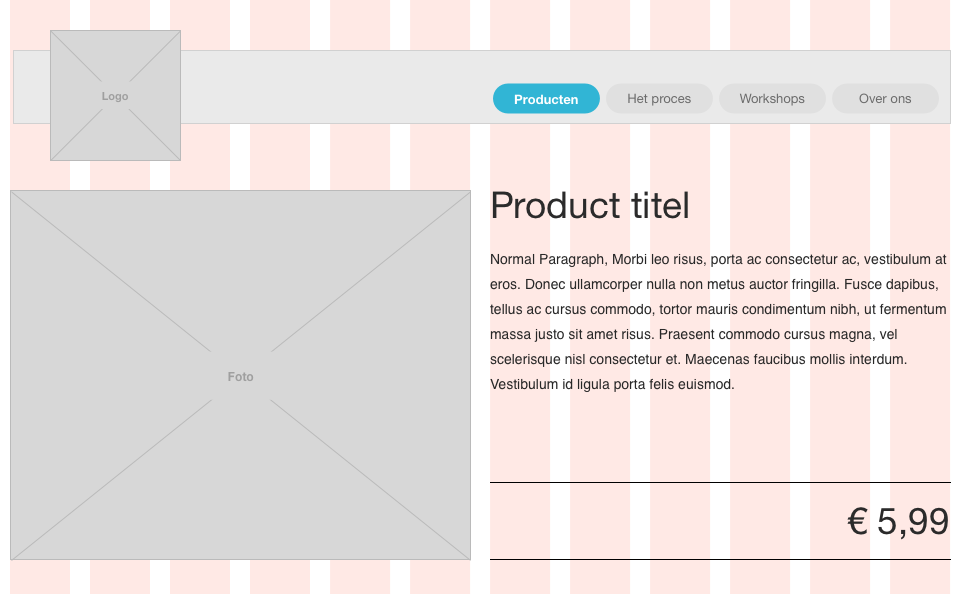 Logo
Producten
Het proces
Workshops
Over ons
Product titel
Normal Paragraph, Morbi leo risus, porta ac consectetur ac, vestibulum at
eros. Donec ullamcorper nulla non metus auctor fringilla. Fusce dapibus,
tellus ac cursus commodo, tortor mauris condimentum nibh, ut fermentum
massa justo sit amet risus. Praesent commodo cursus magna, vel
scelerisque nisl consectetur et. Maecenas faucibus mollis interdum.
Vestibulum id ligula porta felis euismod.
Foto
€ 5,99